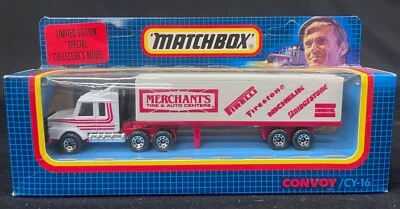 LIMITED EDITION
SPECIAL
COLLECTOR'S MODEL
MATCHBOX
MERCHANT'S
TIRE & AUTO CENTERS
PIRELLI
Firestone
MICHELIN
BRIDGESTONE
CONVOY/CY-16